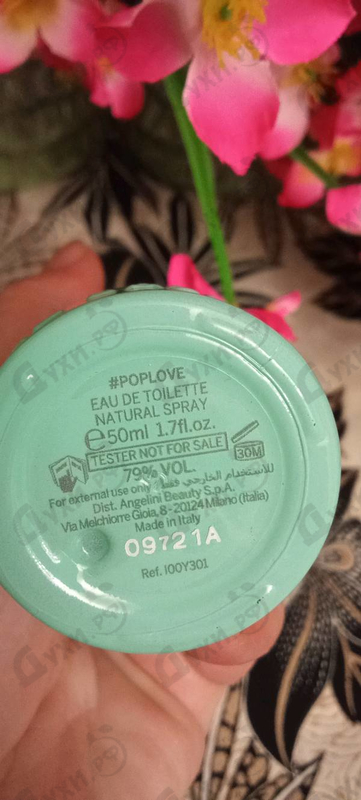 #POPLOVE
EAU DE TOILETTE
NATURAL SPRAY
℮50ml 1.7fl.oz.
TESTER NOT FOR SALE
30M
79% VOL.
For external use only للاستخدام الخارجي فقط
Dist. Angelini Beauty S.p.A.
Via Melchiorre Gioia, 8 - 20124 Milano (Italia)
Made in Italy
09721A
Ref. I00Y301
Духи.рф